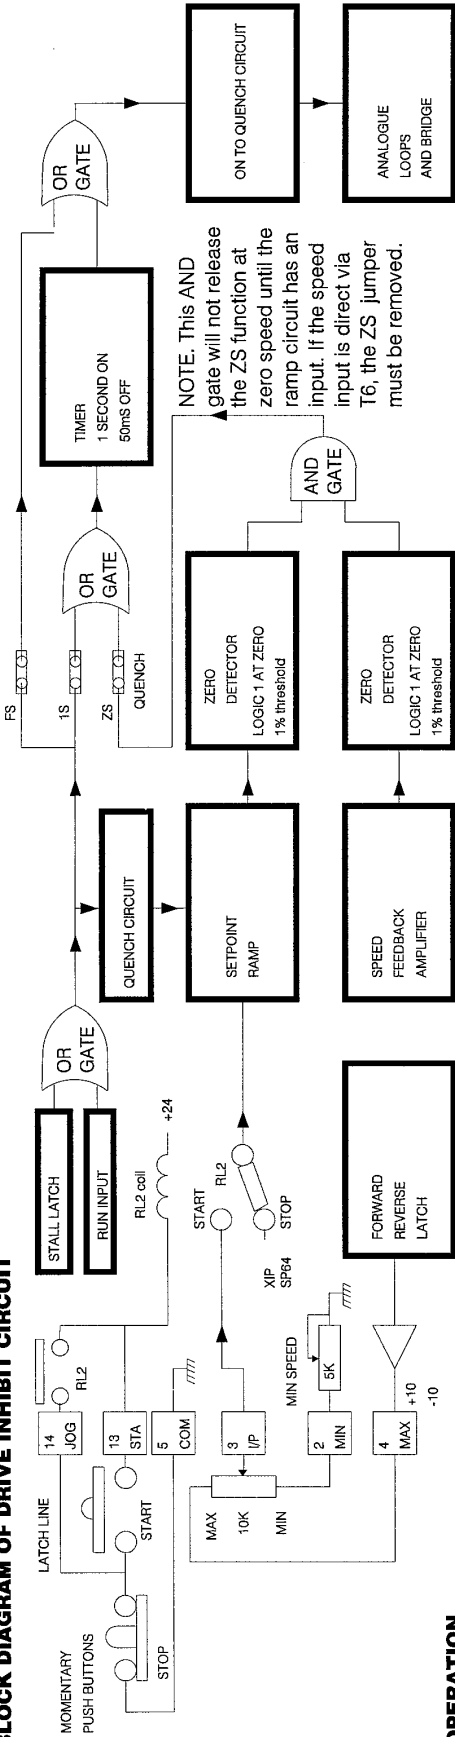 BLOCK DIAGRAM OF DRIVE INHIBIT CIRCUIT
MOMENTARY
PUSH BUTTONS
LATCH LINE
STOP
START
14
JOG
13
STA
5
COM
RL2
RL2 coil
+24
STALL LATCH
RUN INPUT
OR
GATE
QUENCH CIRCUIT
FS
1S
ZS
QUENCH
OR
GATE
TIMER
1 SECOND ON
50mS OFF
OR
GATE
ON TO QUENCH CIRCUIT
ANALOGUE
LOOPS
AND BRIDGE
MAX
10K
MIN
3
I/P
START
RL2
STOP
XIP
SP64
SETPOINT
RAMP
ZERO
DETECTOR
LOGIC 1 AT ZERO
1% threshold
AND
GATE
NOTE. This AND
gate will not release
the ZS function at
zero speed until the
ramp circuit has an
input. If the speed
input is direct via
T6, the ZS jumper
must be removed.
MIN SPEED
5K
2
MIN
4
MAX
+10
-10
FORWARD
REVERSE
LATCH
SPEED
FEEDBACK
AMPLIFIER
ZERO
DETECTOR
LOGIC 1 AT ZERO
1% threshold
OPERATION